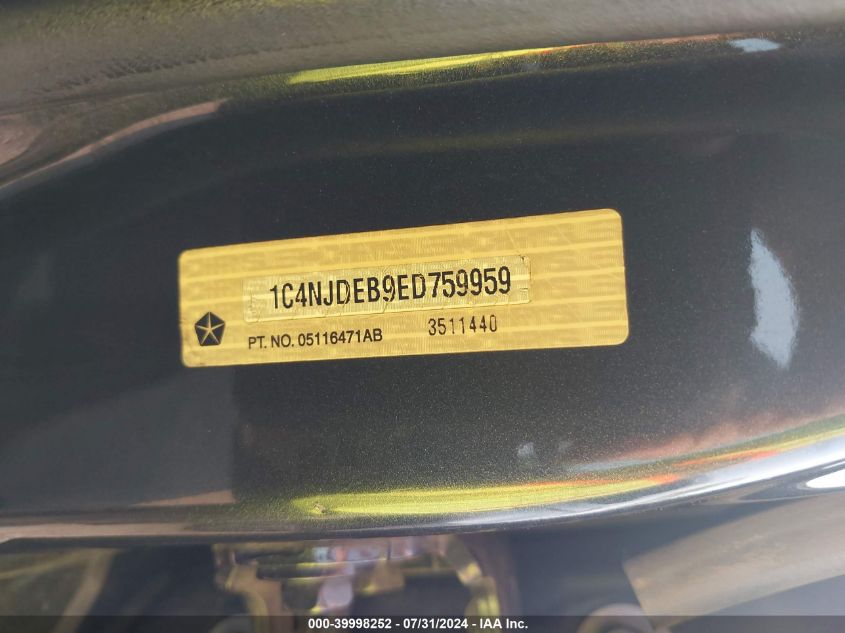 1C4NJDEB9ED759959
PT. NO. 05116471AB 3511440
000-39998252 - 07/31/2024 - IAA Inc.